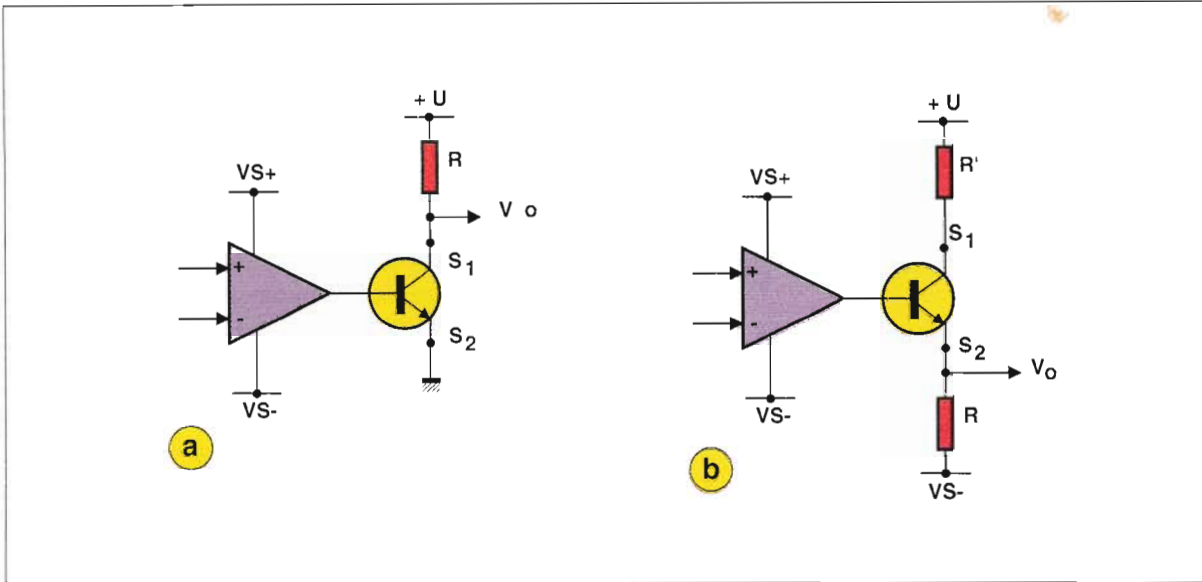 + U
R
VS+
V o
S1
+
-
S2
VS-
a
+ U
R'
VS+
S1
+
-
S2
Vo
R
VS-
VS-
b